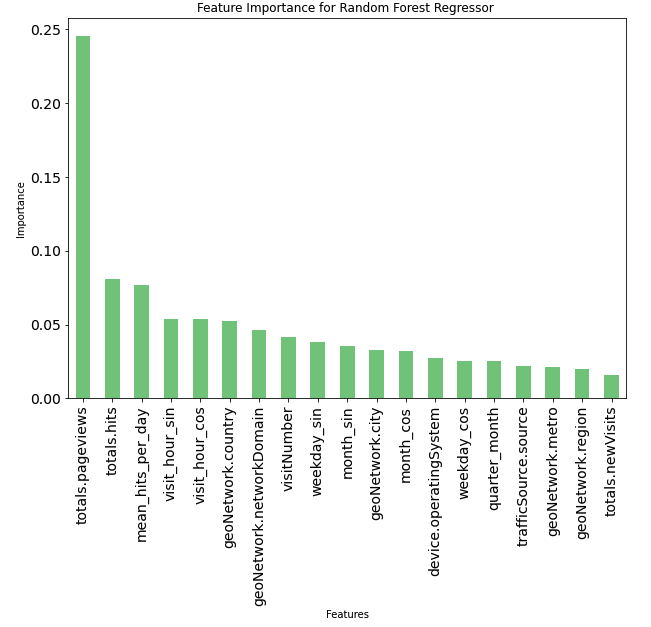 Feature Importance for Random Forest Regressor
0.25
0.20
0.15
0.10
0.05
0.00
Importance
totals.pageviews
totals.hits
mean_hits_per_day
visit_hour_sin
visit_hour_cos
geoNetwork.country
geoNetwork.networkDomain
visitNumber
weekday_sin
month_sin
geoNetwork.city
month_cos
device.operatingSystem
weekday_cos
quarter_month
trafficSource.source
geoNetwork.metro
geoNetwork.region
totals.newVisits
Features